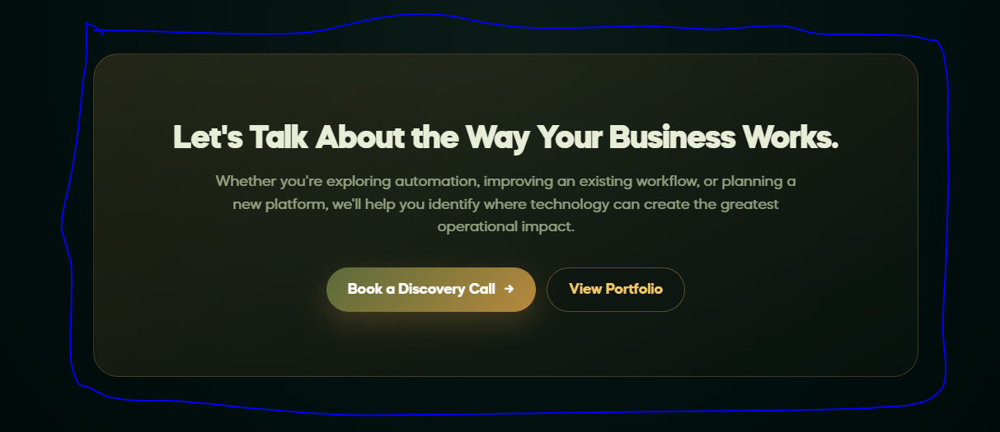 Let's Talk About the Way Your Business Works.
Whether you're exploring automation, improving an existing workflow, or planning a
new platform, we'll help you identify where technology can create the greatest
operational impact.
Book a Discovery Call →
View Portfolio